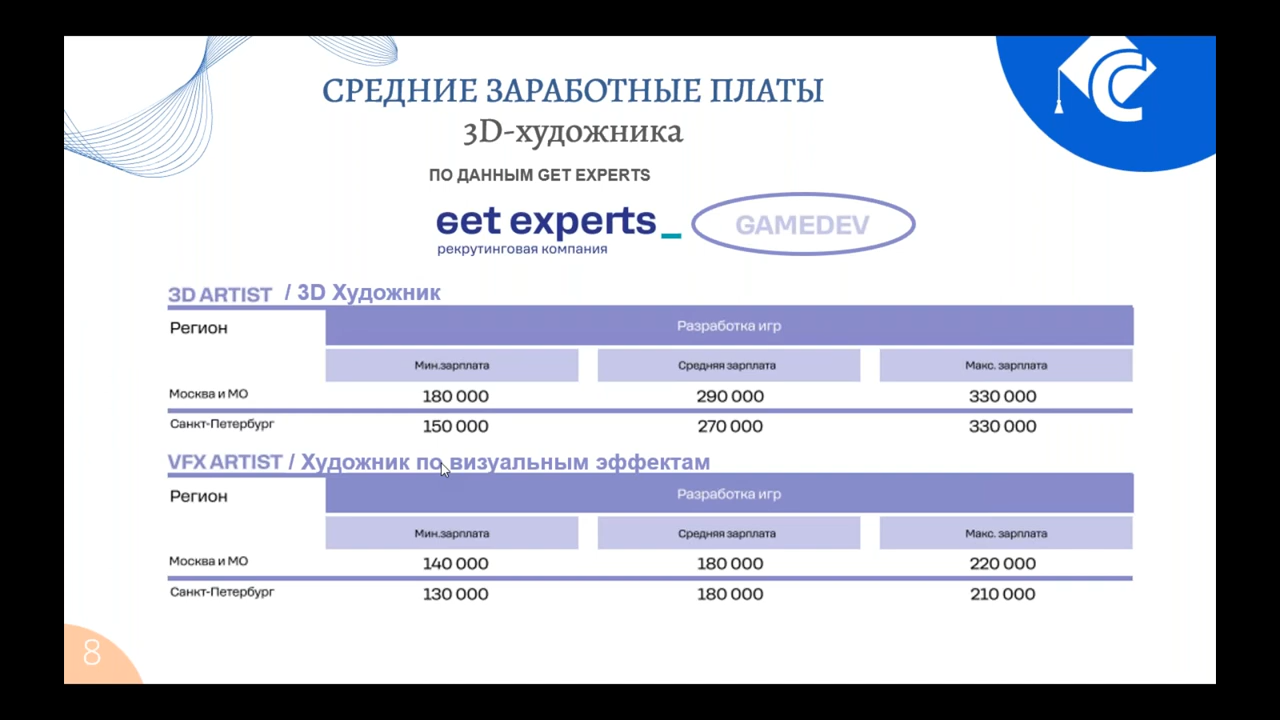 СРЕДНИЕ ЗАРАБОТНЫЕ ПЛАТЫ
3D-художника
ПО ДАННЫМ GET EXPERTS
get experts_
рекрутинговая компания
GAMEDEV
3D ARTIST / 3D Художник
Регион Разработка игр
Мин.зарплата Средняя зарплата Макс. зарплата
Москва и МО 180 000 290 000 330 000
Санкт-Петербург 150 000 270 000 330 000
VFX ARTIST / Художник по визуальным эффектам
Регион Разработка игр
Мин.зарплата Средняя зарплата Макс. зарплата
Москва и МО 140 000 180 000 220 000
Санкт-Петербург 130 000 180 000 210 000
8